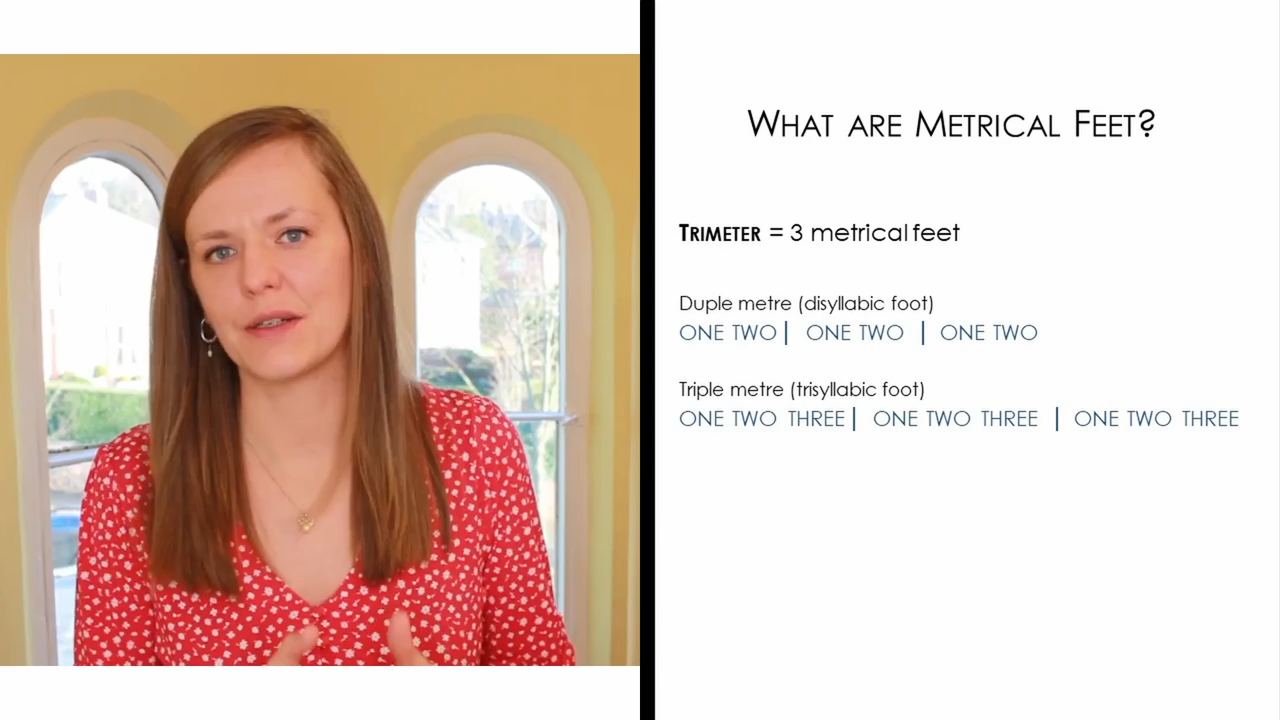 WHAT ARE METRICAL FEET?
TRIMETER = 3 metrical feet
Duple metre (disyllabic foot)
ONE TWO | ONE TWO | ONE TWO
Triple metre (trisyllabic foot)
ONE TWO THREE | ONE TWO THREE | ONE TWO THREE